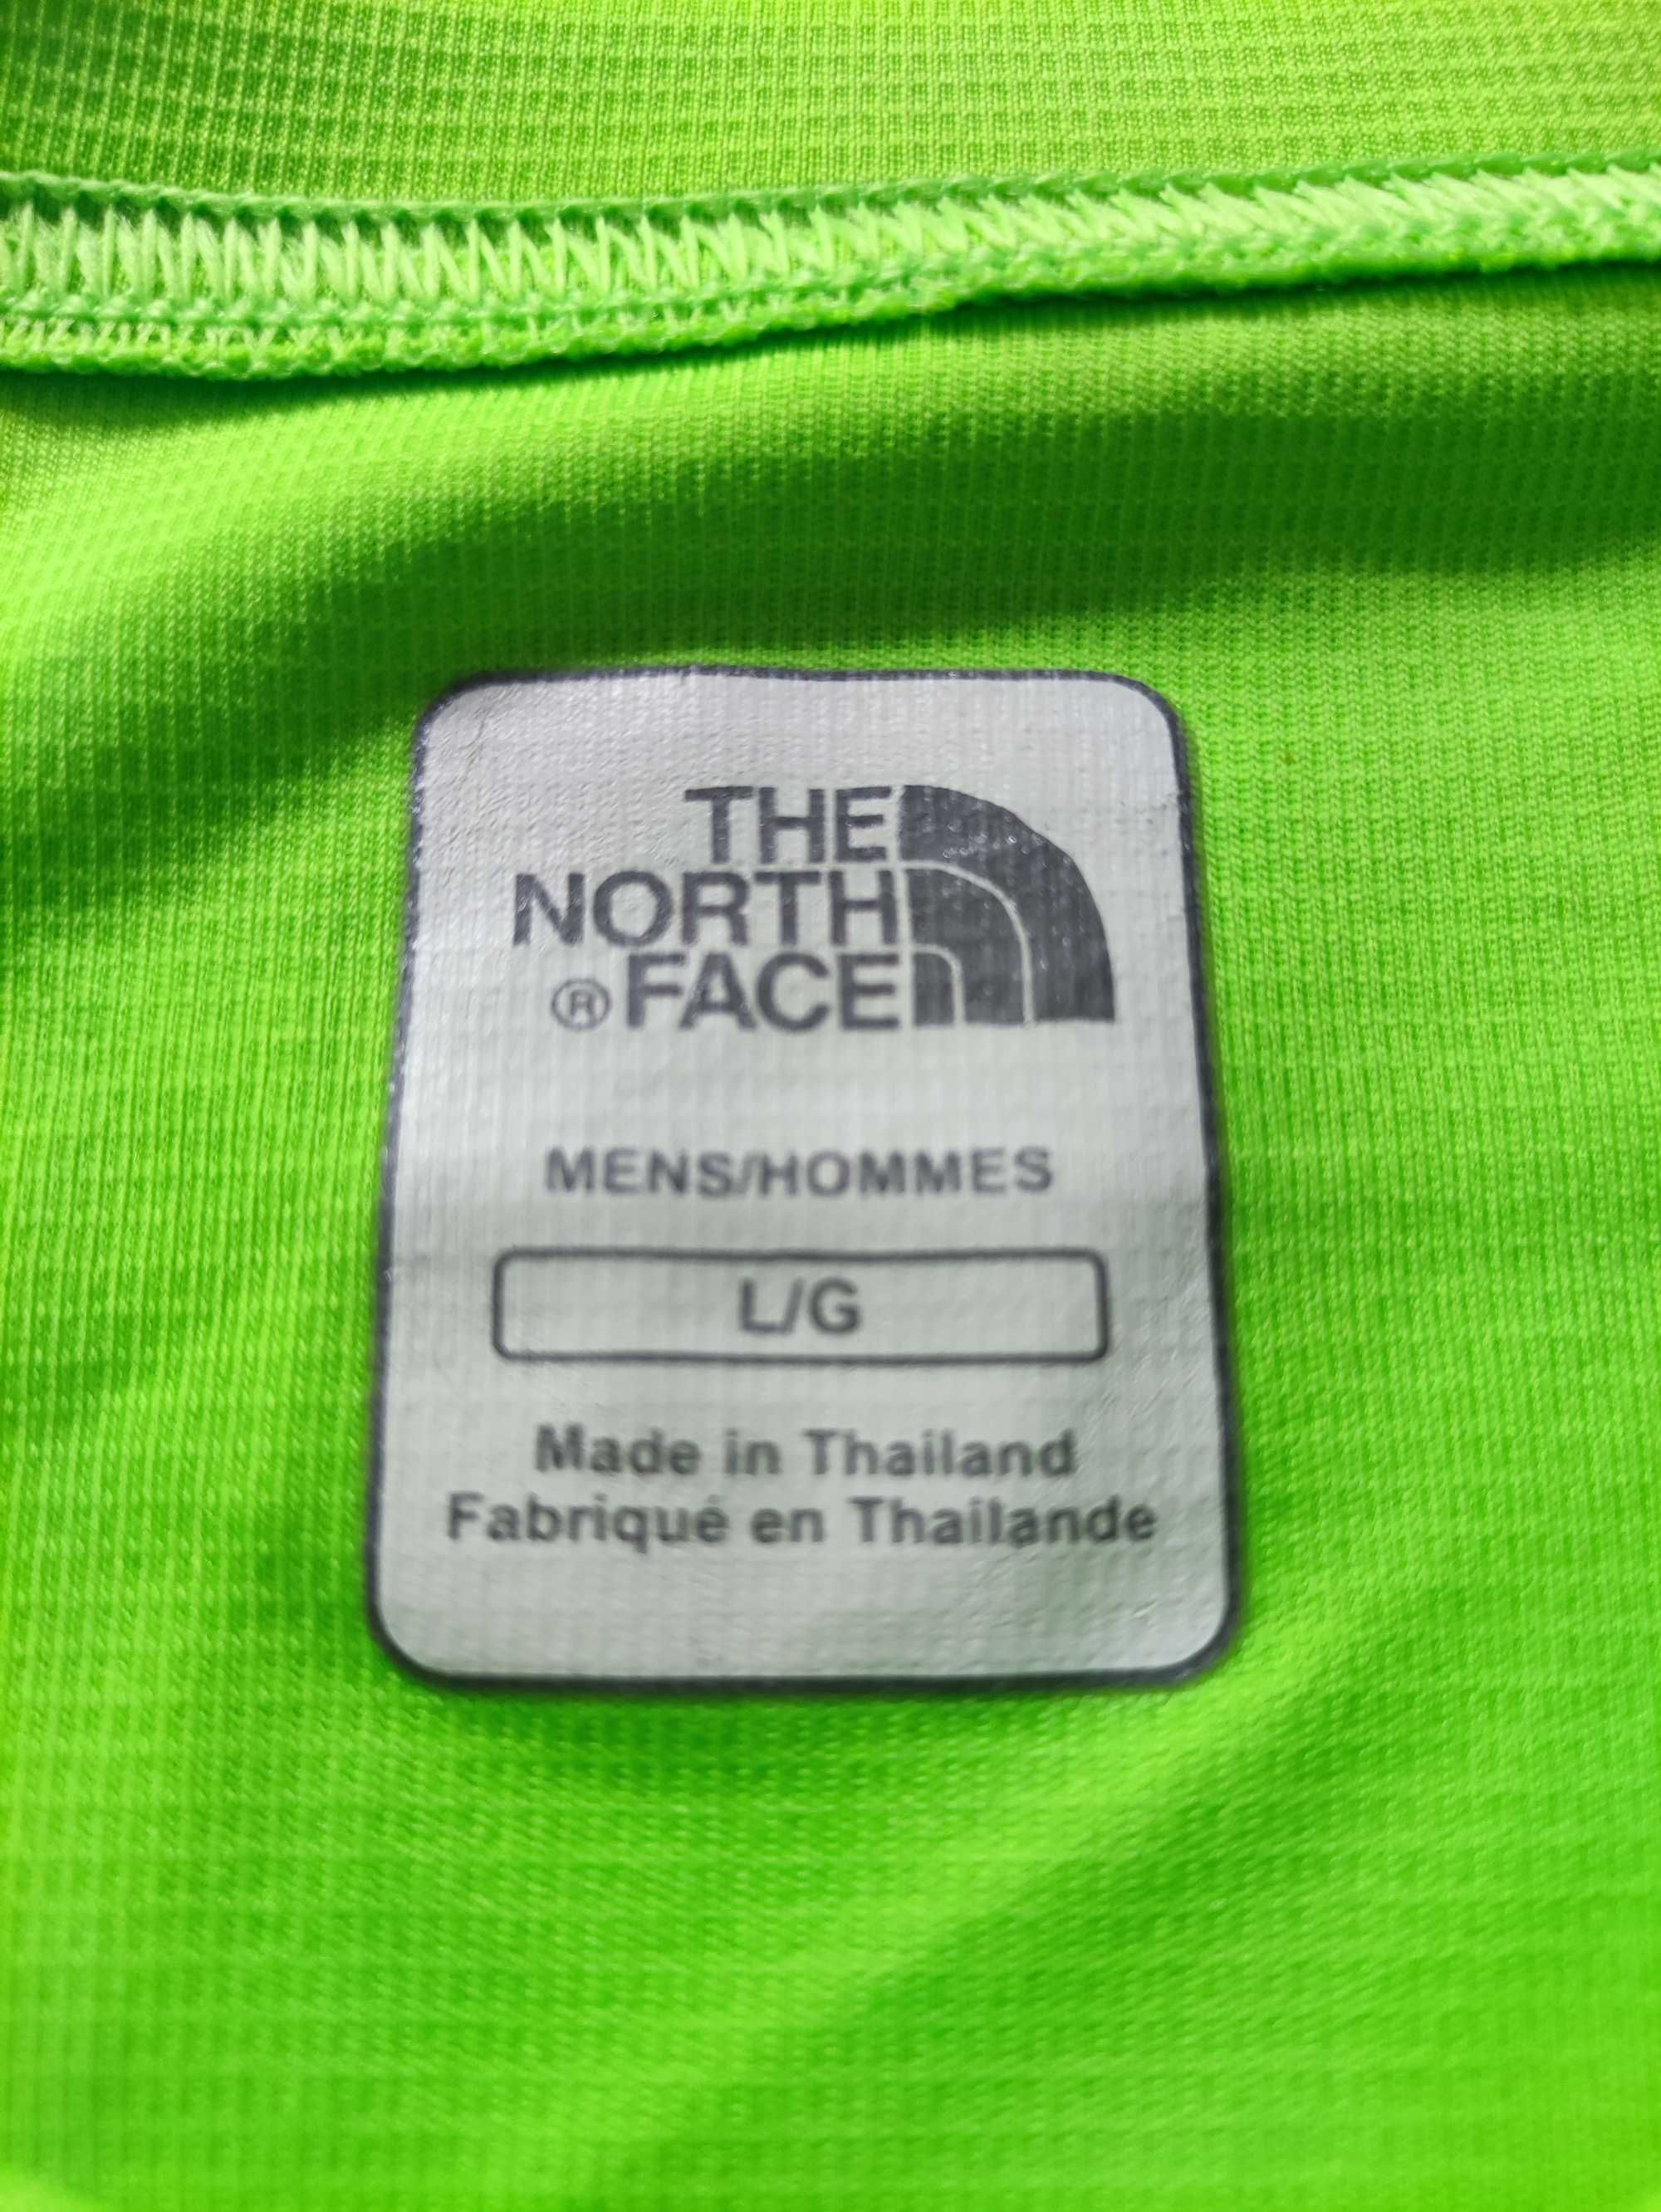 THE
NORTH
® FACE
MENS/HOMMES
L/G
Made in Thailand
Fabriqué en Thailande